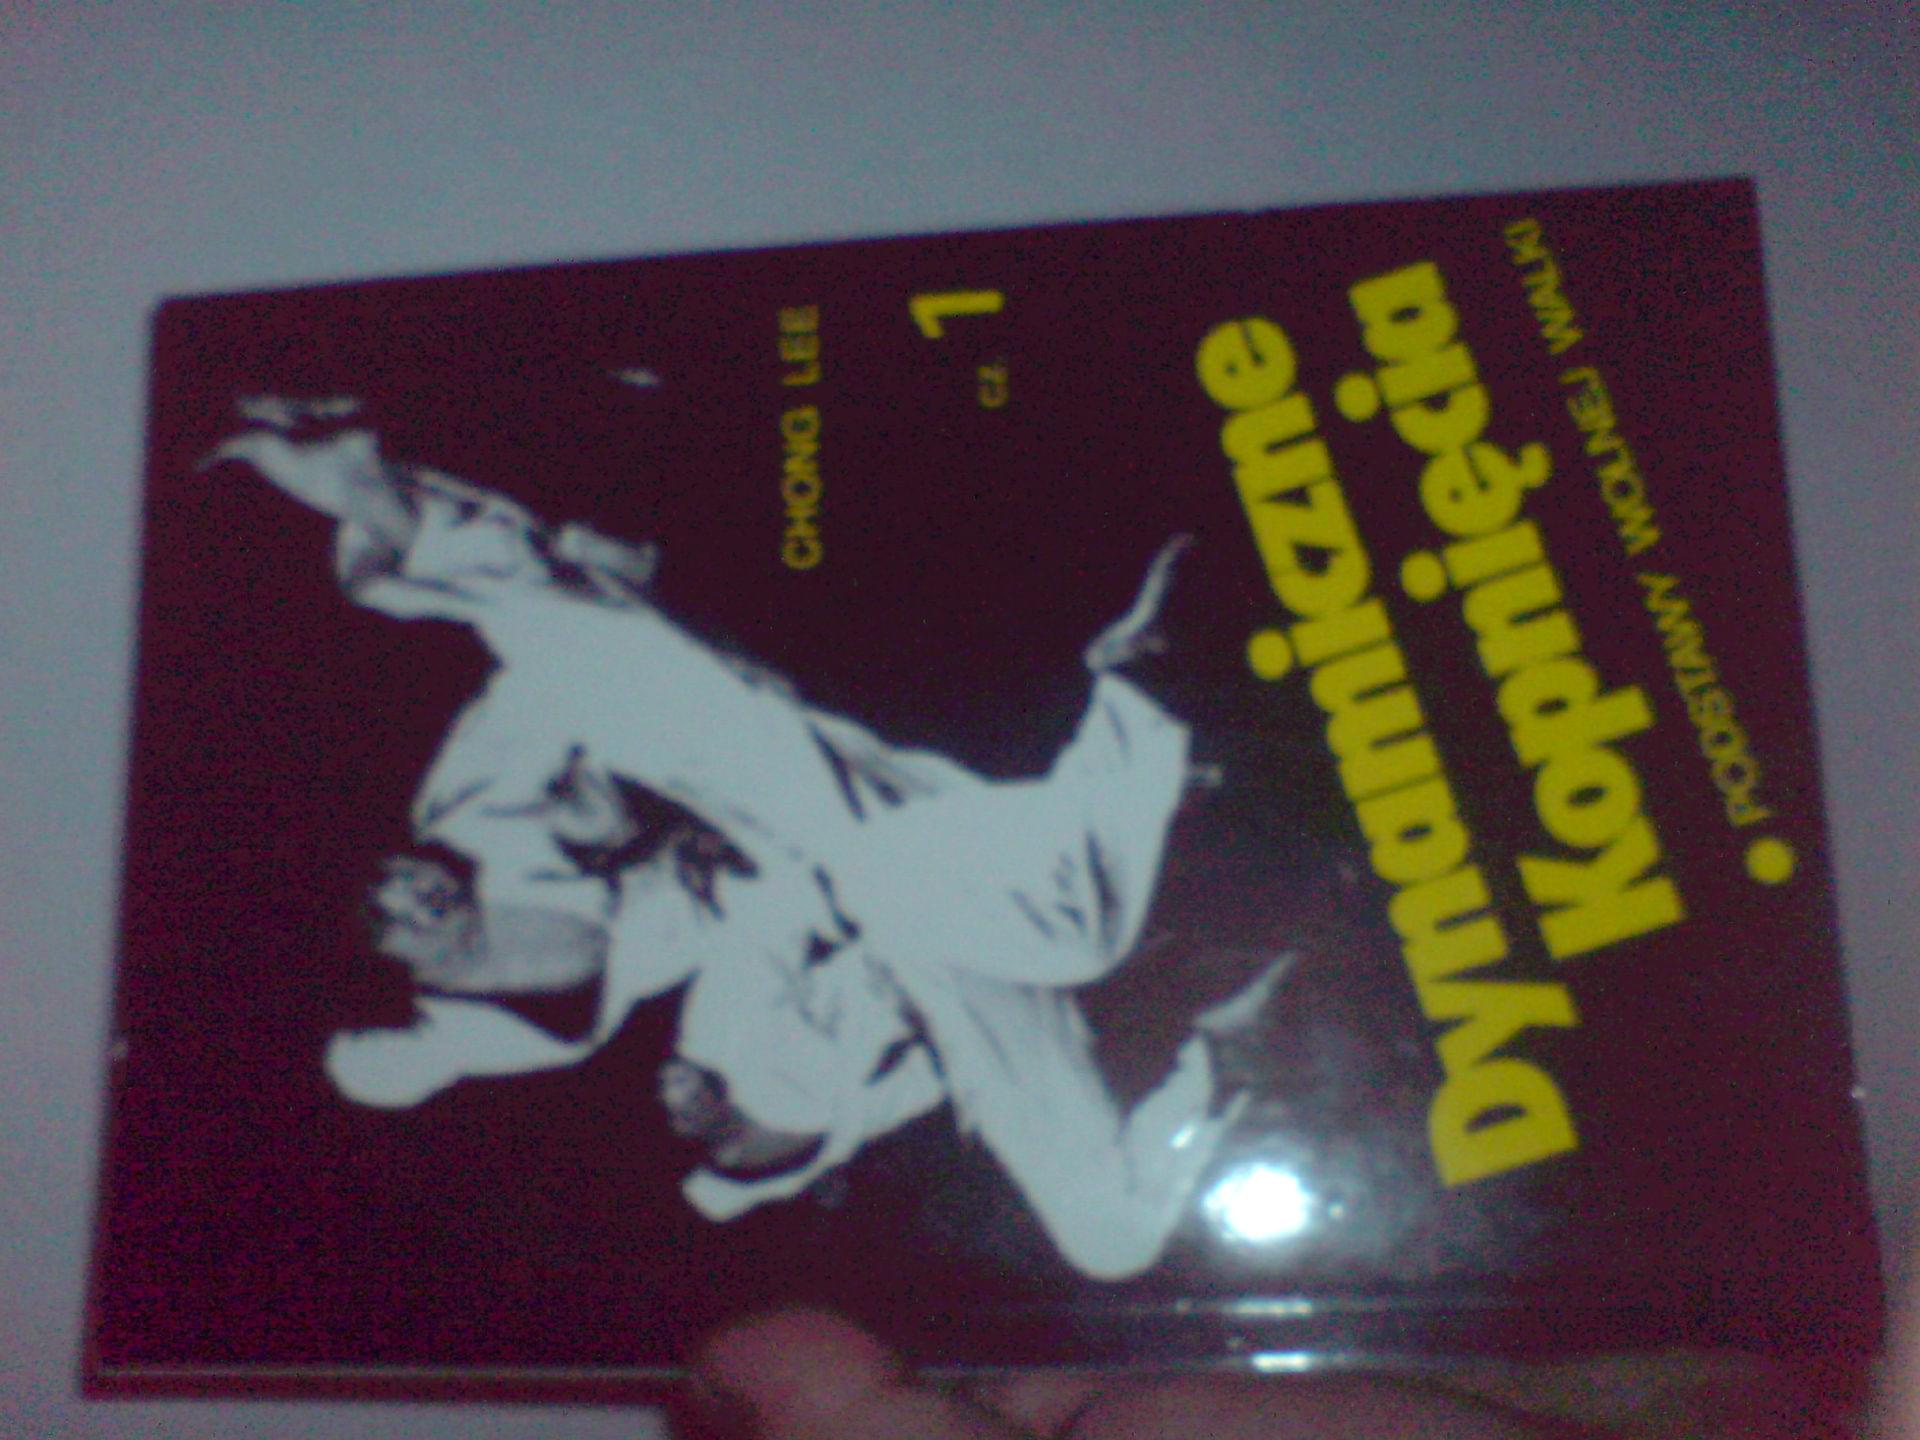 Dynamiczne
Kopnięcia
• PODSTAWY WOLNEJ WALKI
cz. 1
CHONG LEE